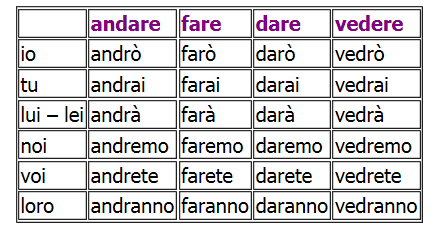 andare fare dare vedere
io andrò farò darò vedrò
tu andrai farai darai vedrai
lui – lei andrà farà darà vedrà
noi andremo faremo daremo vedremo
voi andrete farete darete vedrete
loro andranno faranno daranno vedranno